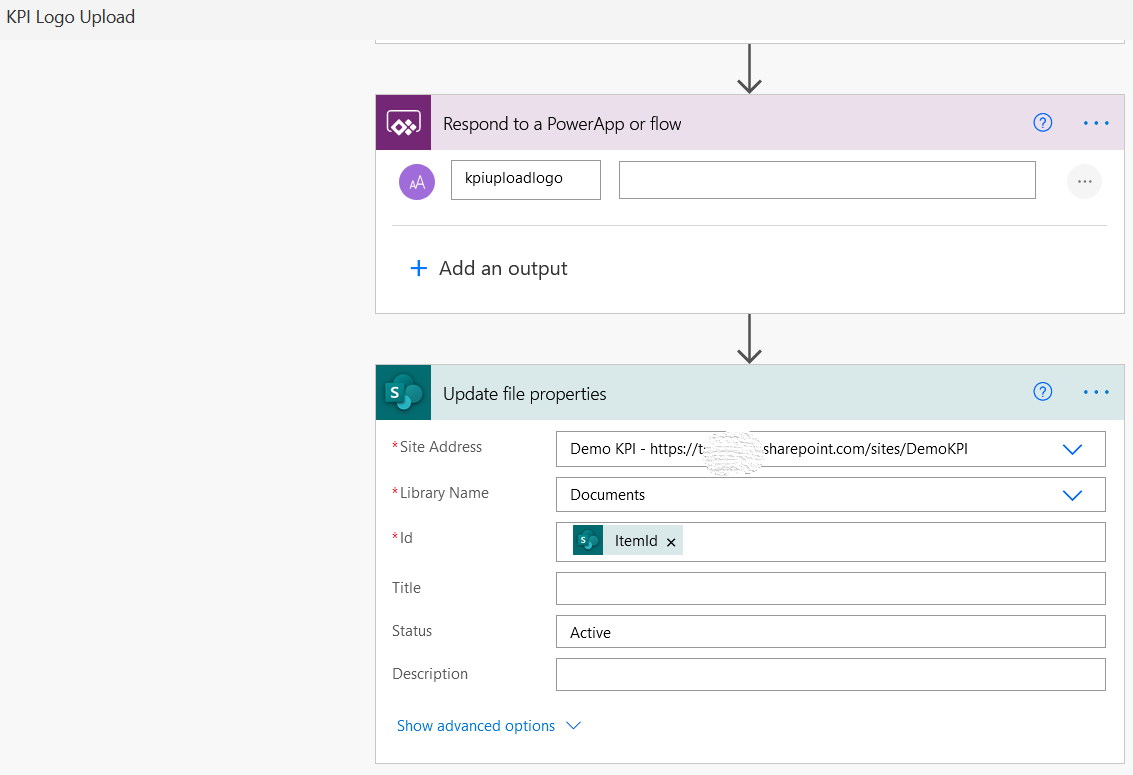 KPI Logo Upload
Respond to a PowerApp or flow
kpiuploadlogo
Add an output
Update file properties
*Site Address
Demo KPI - https://t sharepoint.com/sites/DemoKPI
*Library Name
Documents
*Id
S ItemId ×
Title
Status
Active
Description
Show advanced options